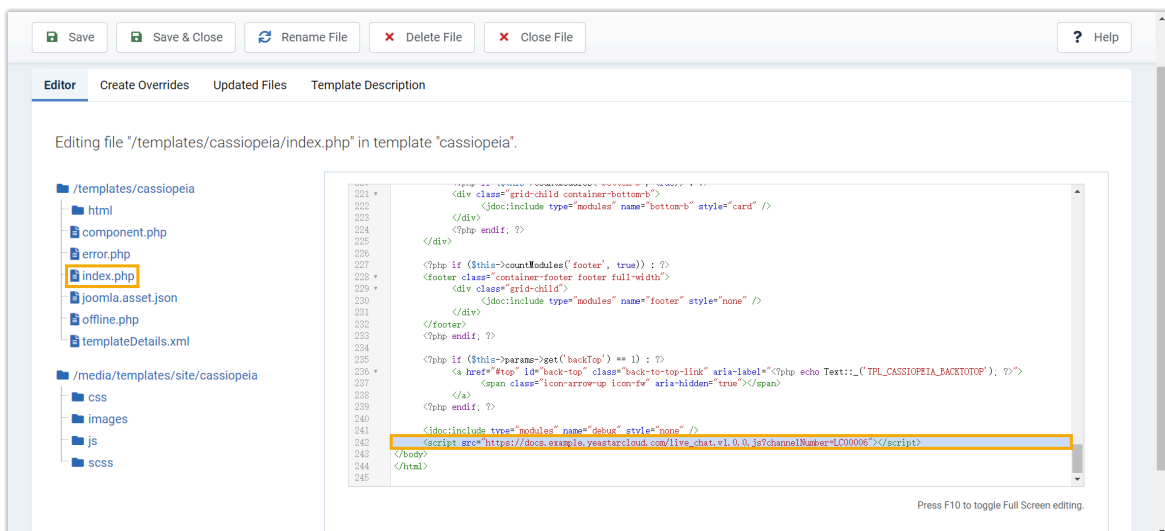 Save
Save & Close
Rename File
Delete File
Close File
Help
Editor
Create Overrides
Updated Files
Template Description
Editing file "/templates/cassiopeia/index.php" in template "cassiopeia".
/templates/cassiopeia
html
component.php
error.php
index.php
joomla.asset.json
offline.php
templateDetails.xml
/media/templates/site/cassiopeia
css
images
js
scss
221 <div class="grid-child container-bottom-b">
222 <jdoc:include type="modules" name="bottom-b" style="card" />
223 </div>
224 <?php endif; ?>
225 </div>
226
227 <?php if ($this->countModules('footer', true)) : ?>
228 <footer class="container-footer footer full-width">
229 <div class="grid-child">
230 <jdoc:include type="modules" name="footer" style="none" />
231 </div>
232 </footer>
233 <?php endif; ?>
234
235 <?php if ($this->params->get('backTop') == 1) : ?>
236 <a href="#top" id="back-top" class="back-to-top-link" aria-label="<?php echo Text::_('TPL_CASSIOPEIA_BACKTOTOP'); ?>">
237 <span class="icon-arrow-up icon-fw" aria-hidden="true"></span>
238 </a>
239 <?php endif; ?>
240
241 <jdoc:include type="modules" name="debug" style="none" />
242 <script src="https://docs.example.yeastarcloud.com/live_chat.v1.0.0.js?channelNumber=LC00006"></script>
243 </body>
244 </html>
245
Press F10 to toggle Full Screen editing.